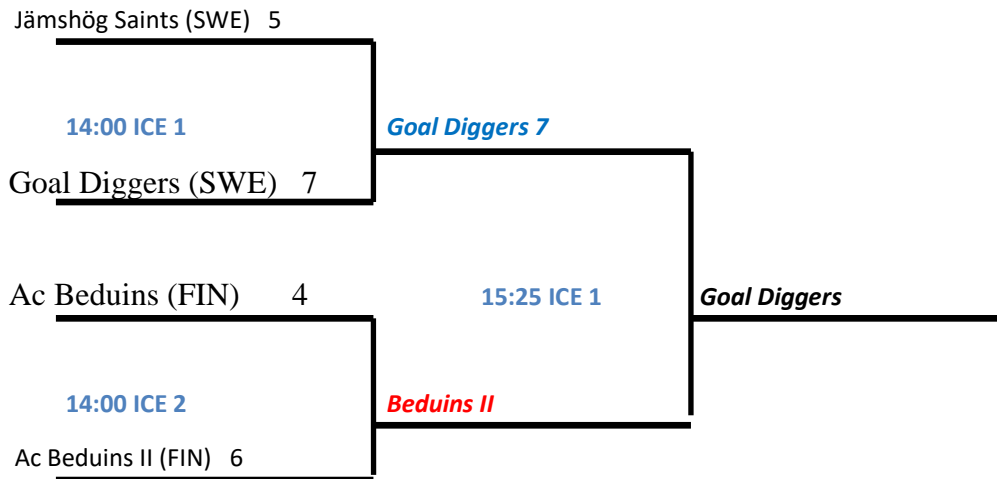 Jämshög Saints (SWE) 5
14:00 ICE 1
Goal Diggers 7
Goal Diggers (SWE) 7
Ac Beduins (FIN) 4
15:25 ICE 1
Goal Diggers
14:00 ICE 2
Beduins II
Ac Beduins II (FIN) 6